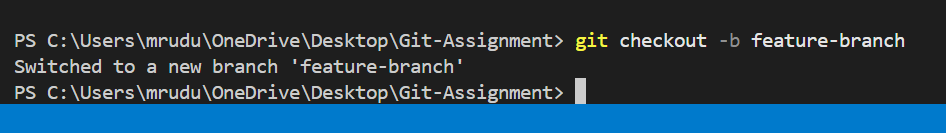 PS C:\Users\mrudu\OneDrive\Desktop\Git-Assignment> git checkout -b feature-branch
Switched to a new branch 'feature-branch'
PS C:\Users\mrudu\OneDrive\Desktop\Git-Assignment>